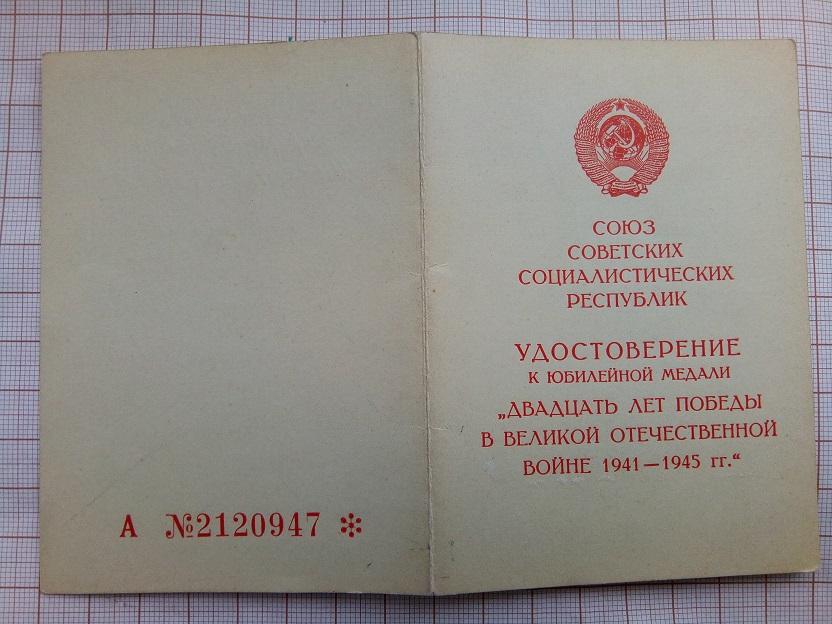 А №2120947
СОЮЗ
СОВЕТСКИХ
СОЦИАЛИСТИЧЕСКИХ
РЕСПУБЛИК
УДОСТОВЕРЕНИЕ
К ЮБИЛЕЙНОЙ МЕДАЛИ
„ДВАДЦАТЬ ЛЕТ ПОБЕДЫ
В ВЕЛИКОЙ ОТЕЧЕСТВЕННОЙ
ВОЙНЕ 1941—1945 гг.“